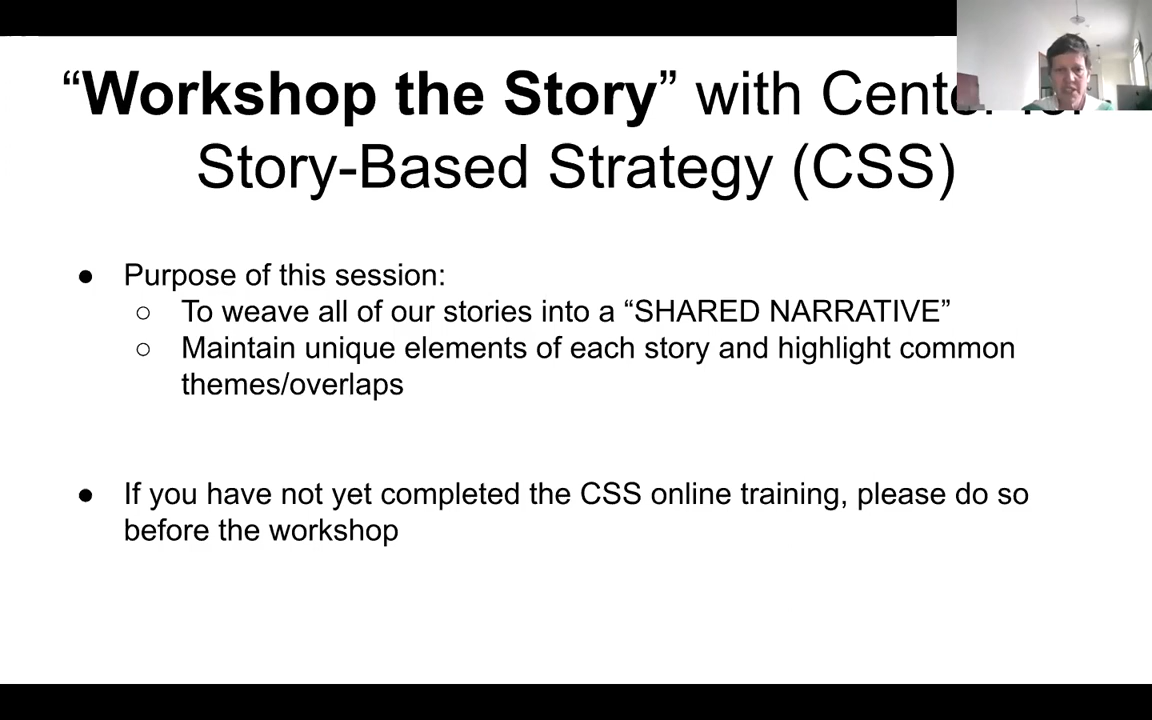 “Workshop the Story” with Center for
Story-Based Strategy (CSS)
● Purpose of this session:
○ To weave all of our stories into a “SHARED NARRATIVE”
○ Maintain unique elements of each story and highlight common
themes/overlaps
● If you have not yet completed the CSS online training, please do so
before the workshop